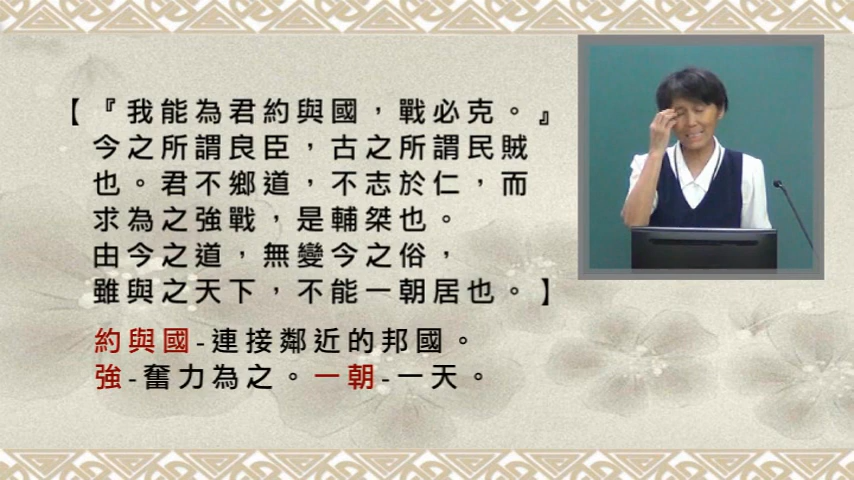 【『我能為君約與國，戰必克。』
今之所謂良臣，古之所謂民賊
也。君不鄉道，不志於仁，而
求為之強戰，是輔桀也。
由今之道，無變今之俗，
雖與之天下，不能一朝居也。】
約與國-連接鄰近的邦國。
強-奮力為之。一朝-一天。